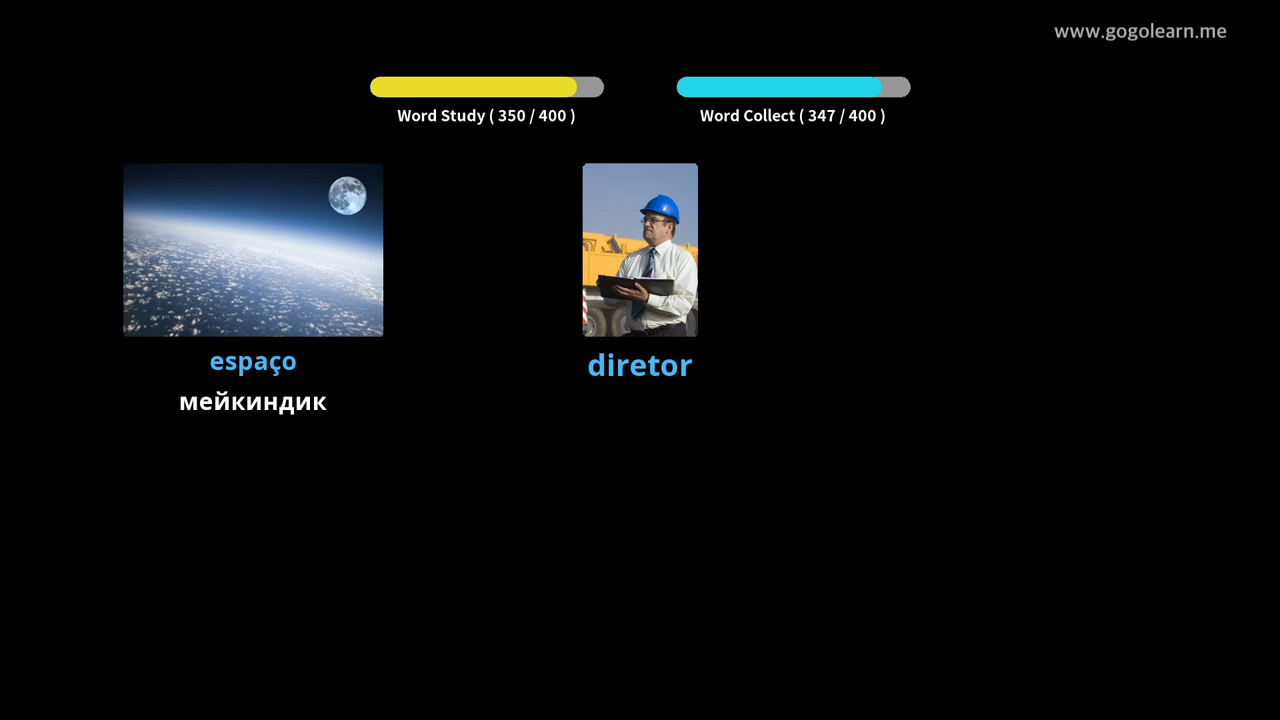 www.gogolearn.me
Word Study ( 350 / 400 )
Word Collect ( 347 / 400 )
espaço
мейкиндик
diretor